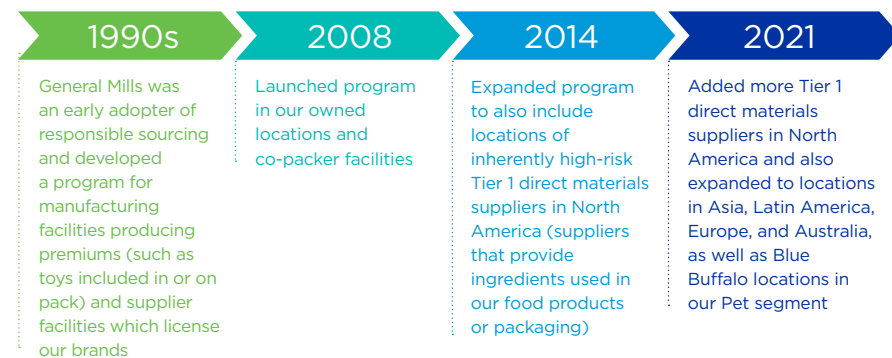 1990s
General Mills was
an early adopter of
responsible sourcing
and developed
a program for
manufacturing
facilities producing
premiums (such as
toys included in or on
pack) and supplier
facilities which license
our brands
2008
Launched program
in our owned
locations and
co-packer facilities
2014
Expanded program
to also include
locations of
inherently high-risk
Tier 1 direct materials
suppliers in North
America (suppliers
that provide
ingredients used in
our food products
or packaging)
2021
Added more Tier 1
direct materials
suppliers in North
America and also
expanded to locations
in Asia, Latin America,
Europe, and Australia,
as well as Blue
Buffalo locations in
our Pet segment